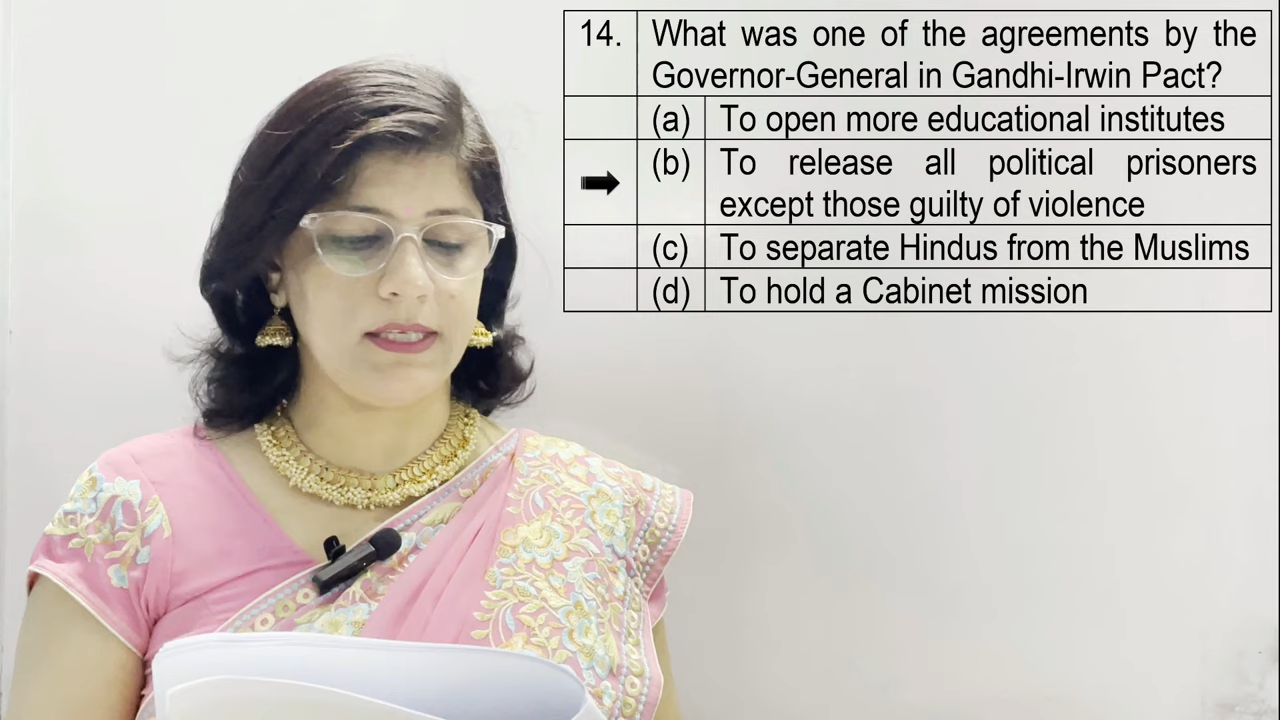 14. What was one of the agreements by the
Governor-General in Gandhi-Irwin Pact?
(a) To open more educational institutes
(b) To release all political prisoners
except those guilty of violence
(c) To separate Hindus from the Muslims
(d) To hold a Cabinet mission